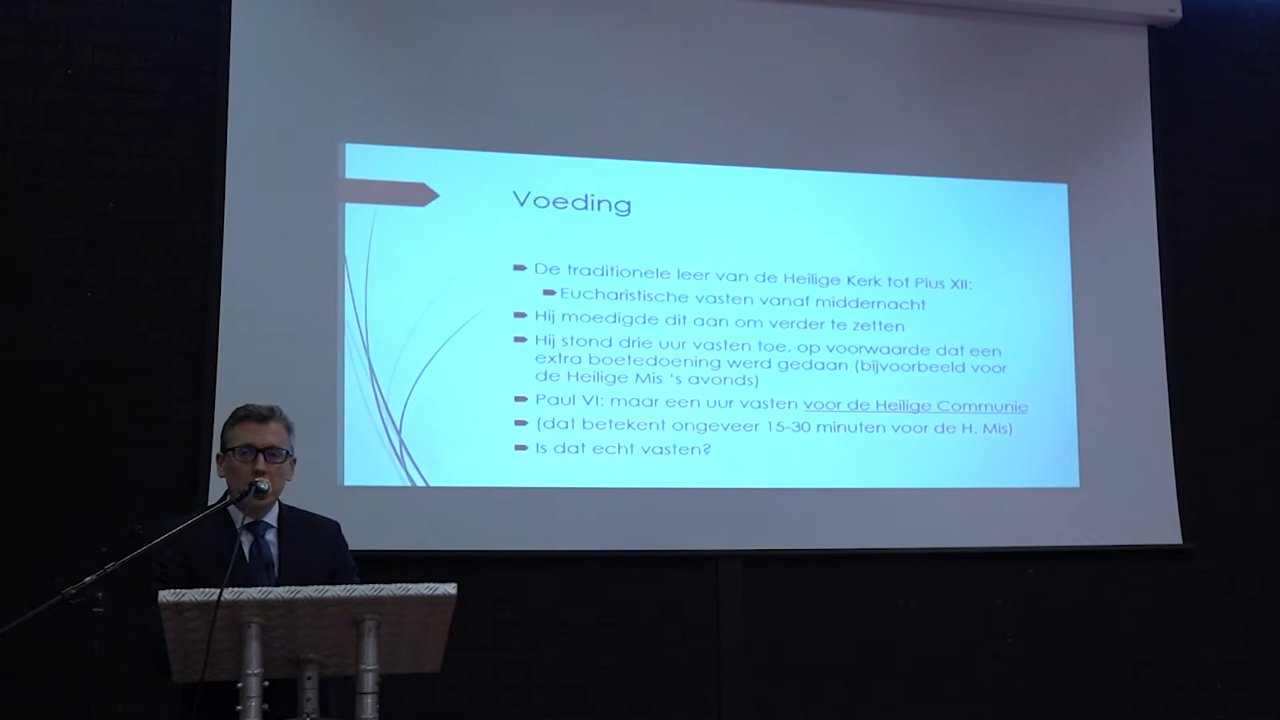 Voeding
De traditionele leer van de Heilige Kerk tot Pius XII:
Eucharistische vasten vanaf middernacht
Hij moedigde dit aan om verder te zetten
Hij stond drie uur vasten toe, op voorwaarde dat een
extra boetedoening werd gedaan (bijvoorbeeld voor
de Heilige Mis 's avonds)
Paul VI: maar een uur vasten voor de Heilige Communie
(dat betekent ongeveer 15-30 minuten voor de H. Mis)
Is dat echt vasten?